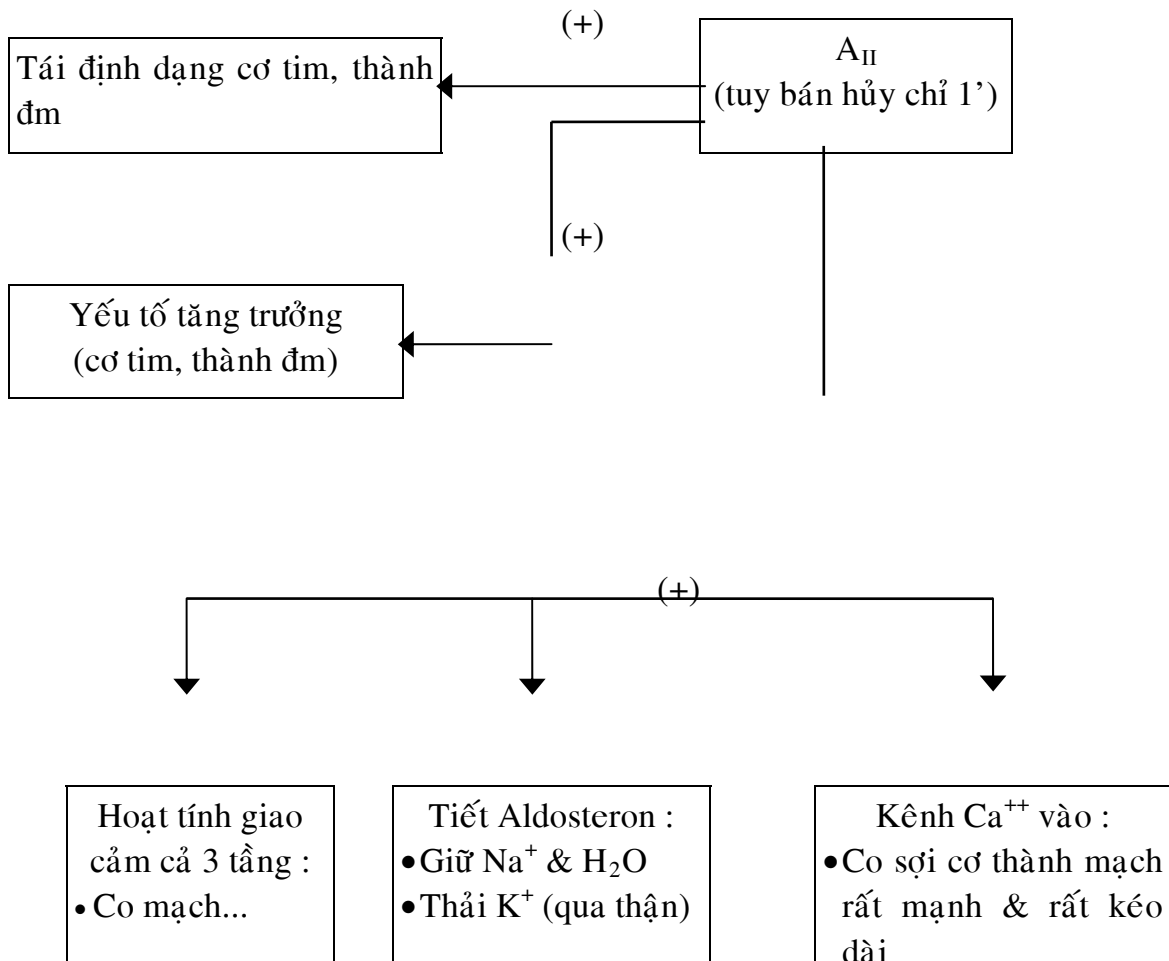 (+)
A_II
(tuy bán hủy chỉ 1’)
Tái định dạng cơ tim, thành
đm
(+)
Yếu tố tăng trưởng
(cơ tim, thành đm)
(+)
Hoạt tính giao
cảm cả 3 tầng :
• Co mạch...
Tiết Aldosteron :
• Giữ Na⁺ & H₂O
• Thải K⁺ (qua thận)
Kênh Ca⁺⁺ vào :
• Co sợi cơ thành mạch
rất mạnh & rất kéo
dài